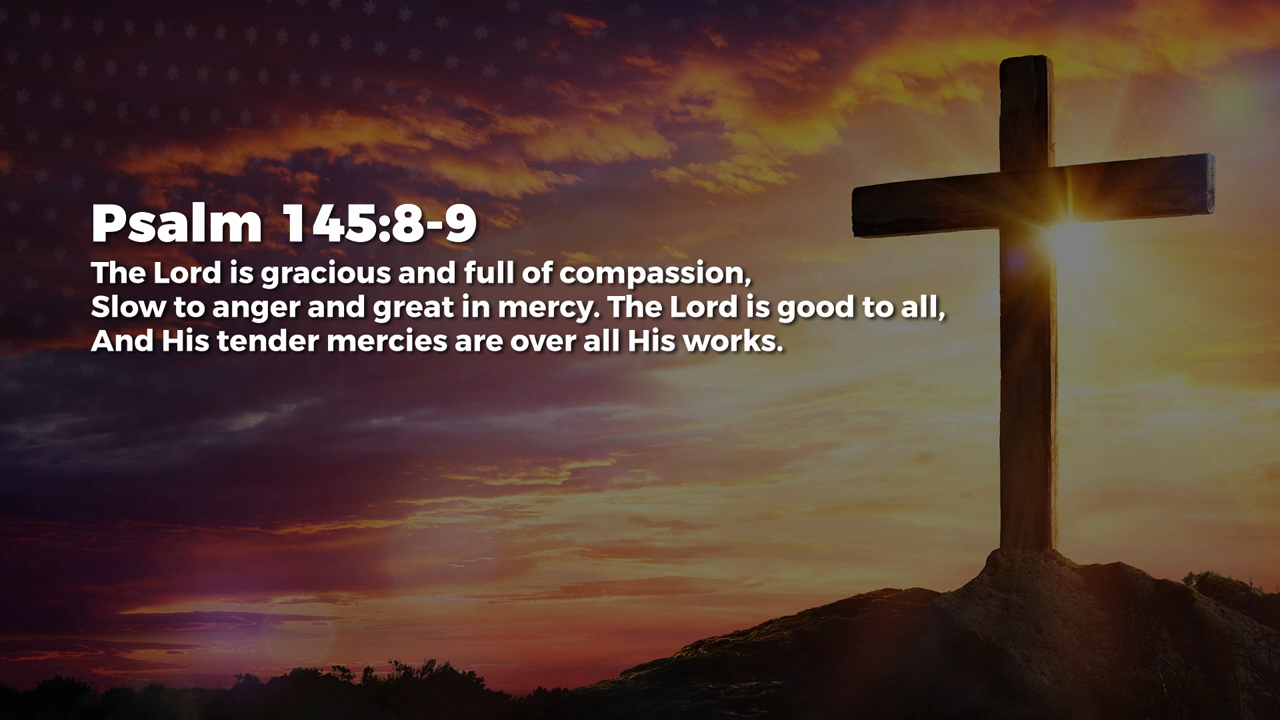 Psalm 145:8-9
The Lord is gracious and full of compassion,
Slow to anger and great in mercy. The Lord is good to all,
And His tender mercies are over all His works.